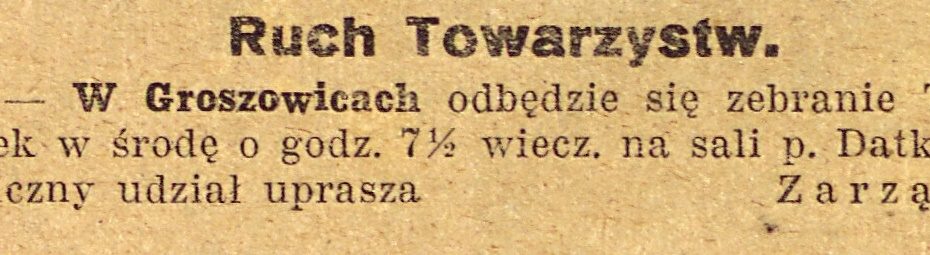 Ruch Towarzystw.
— W Groszowicach odbędzie się zebranie
ek w środę o godz. 7½ wiecz. na sali p. Datk
czny udział uprasza Zarzą